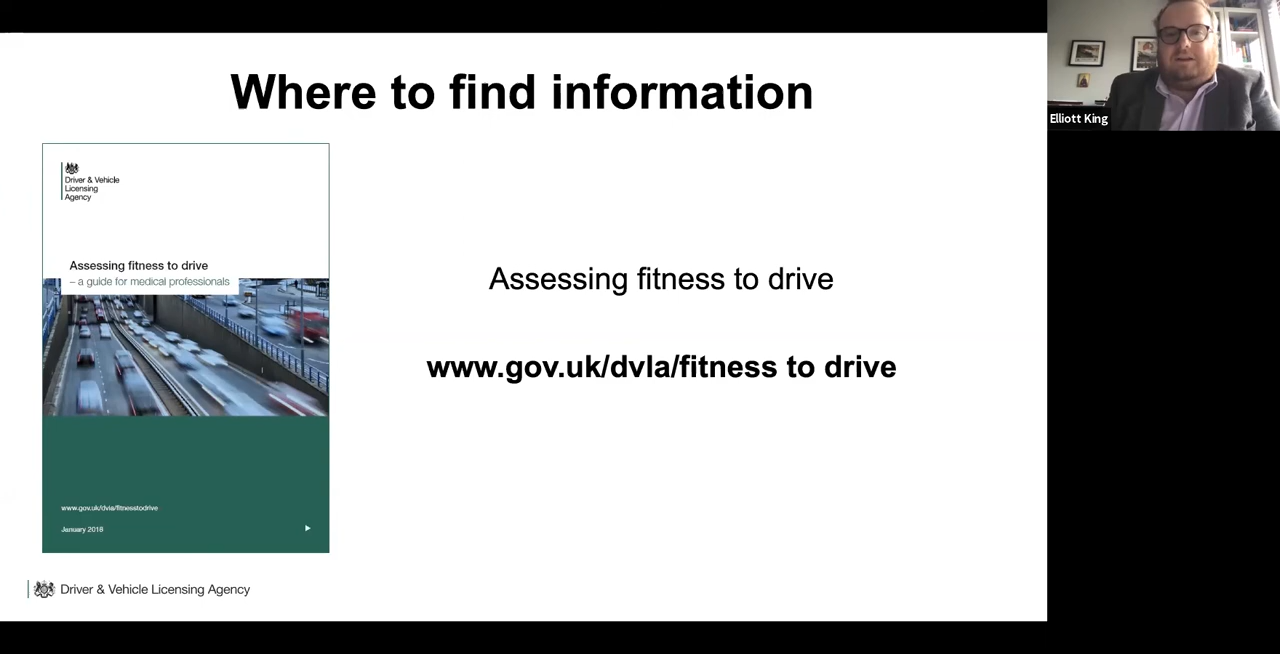 Where to find information
Elliott King
Driver & Vehicle
Licensing
Agency
Assessing fitness to drive
– a guide for medical professionals
www.gov.uk/dvla/fitnesstodrive
January 2018
Assessing fitness to drive
www.gov.uk/dvla/fitness to drive
Driver & Vehicle Licensing Agency